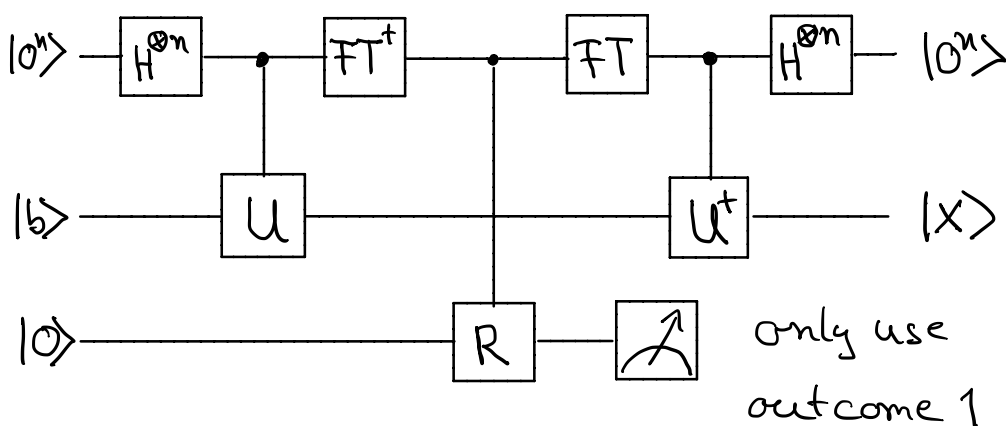 |0ⁿ⟩ H^⊗n FT† FT H^⊗n |0ⁿ⟩
|b⟩ U U† |x⟩
|0⟩ R only use
outcome 1